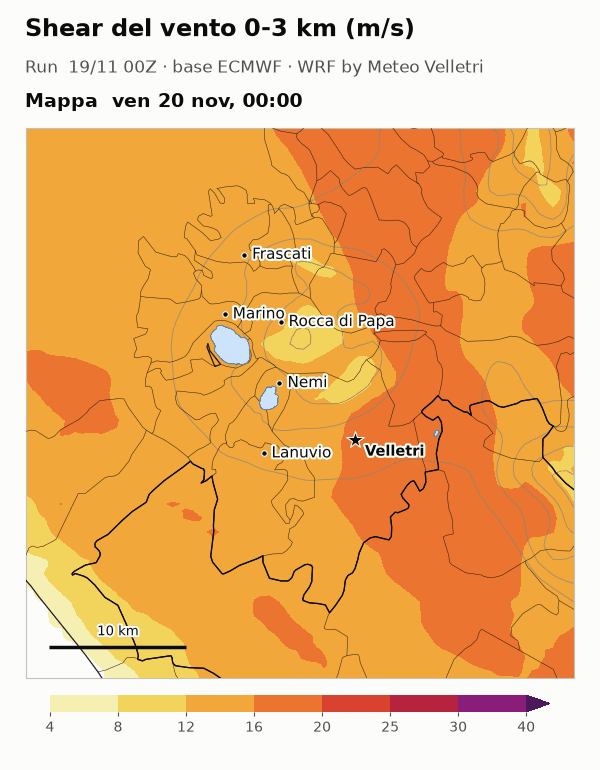 Shear del vento 0-3 km (m/s)
Run  19/11 00Z · base ECMWF · WRF by Meteo Velletri
Mappa  ven 20 nov, 00:00
Frascati
Marino
Rocca di Papa
Nemi
Velletri
Lanuvio
10 km
4 8 12 16 20 25 30 40